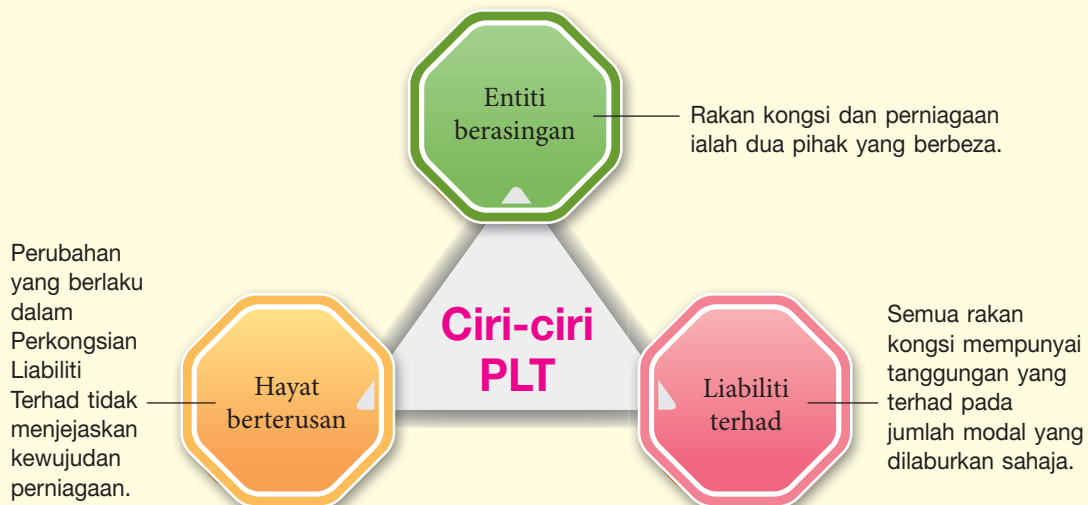 Entiti
berasingan
Rakan kongsi dan perniagaan
ialah dua pihak yang berbeza.
Ciri-ciri
PLT
Perubahan
yang berlaku
dalam
Perkongsian
Liabiliti
Terhad tidak
menjejaskan
kewujudan
perniagaan.
Hayat
berterusan
Liabiliti
terhad
Semua rakan
kongsi mempunyai
tanggungan yang
terhad pada
jumlah modal yang
dilaburkan sahaja.